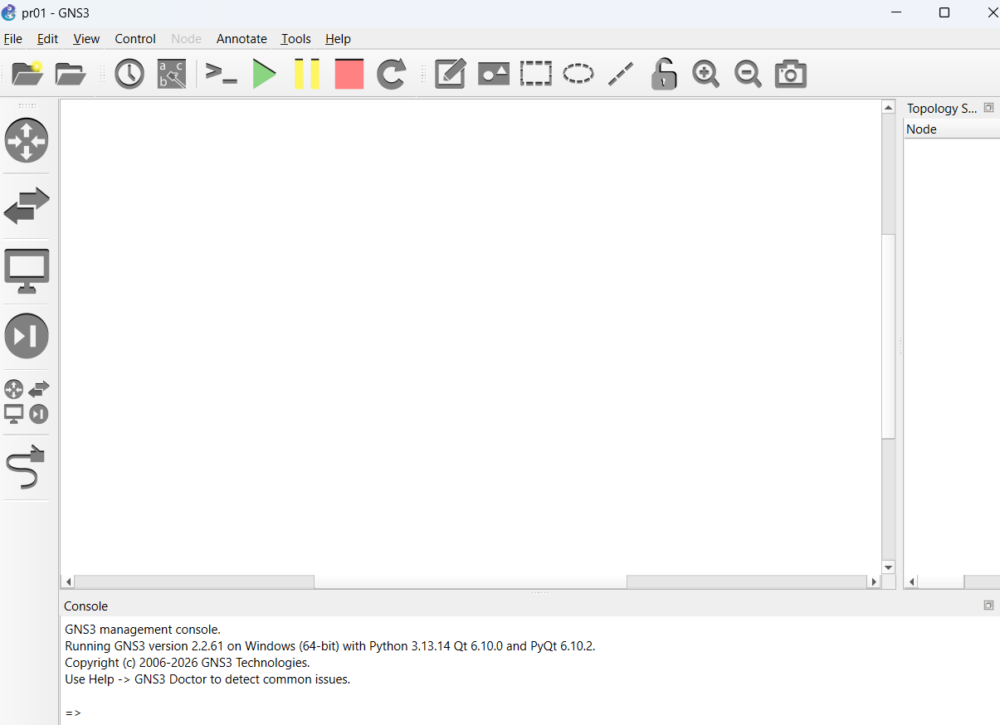 pr01 - GNS3
File Edit View Control Node Annotate Tools Help
Topology S...
Node
Console
GNS3 management console.
Running GNS3 version 2.2.61 on Windows (64-bit) with Python 3.13.14 Qt 6.10.0 and PyQt 6.10.2.
Copyright (c) 2006-2026 GNS3 Technologies.
Use Help -> GNS3 Doctor to detect common issues.
=>